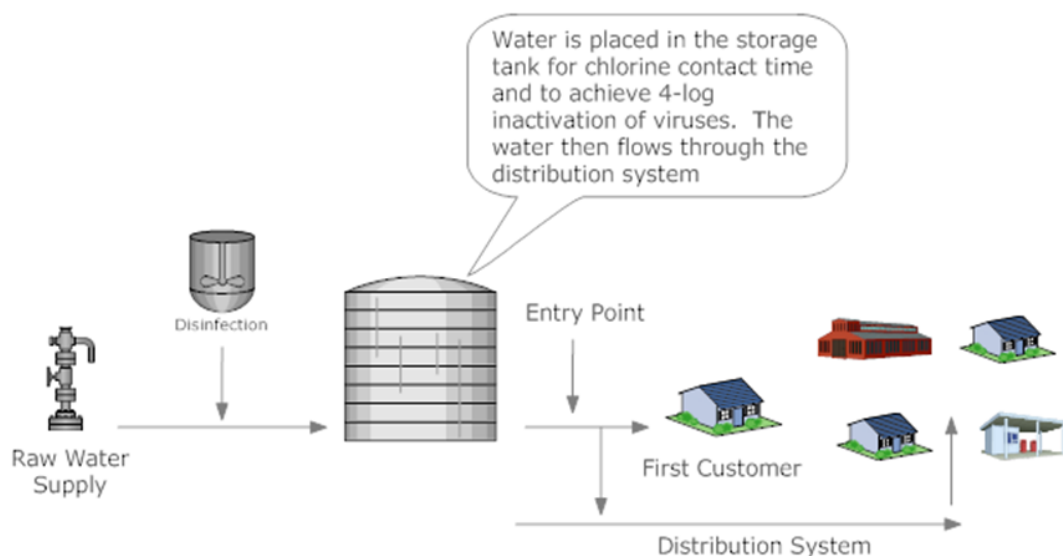 Water is placed in the storage
tank for chlorine contact time
and to achieve 4-log
inactivation of viruses.  The
water then flows through the
distribution system
Disinfection
Entry Point
Raw Water
Supply
First Customer
Distribution System